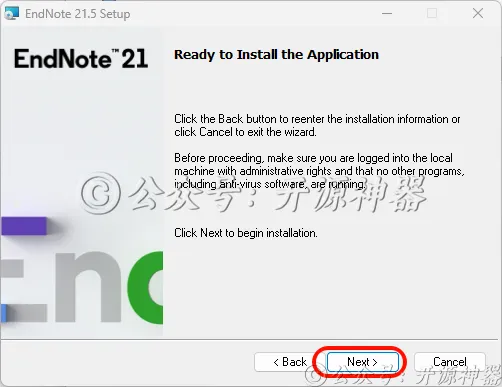 EndNote 21.5 Setup
EndNote™ 21
Ready to Install the Application
Click the Back button to reenter the installation information or
click Cancel to exit the wizard.
Before proceeding, make sure you are logged into the local
machine with administrative rights and that no other programs,
including anti-virus software, are running.
©公众号：开源神器
Click Next to begin installation.
End
< Back
Next >
Cancel
©公众号：开源神器